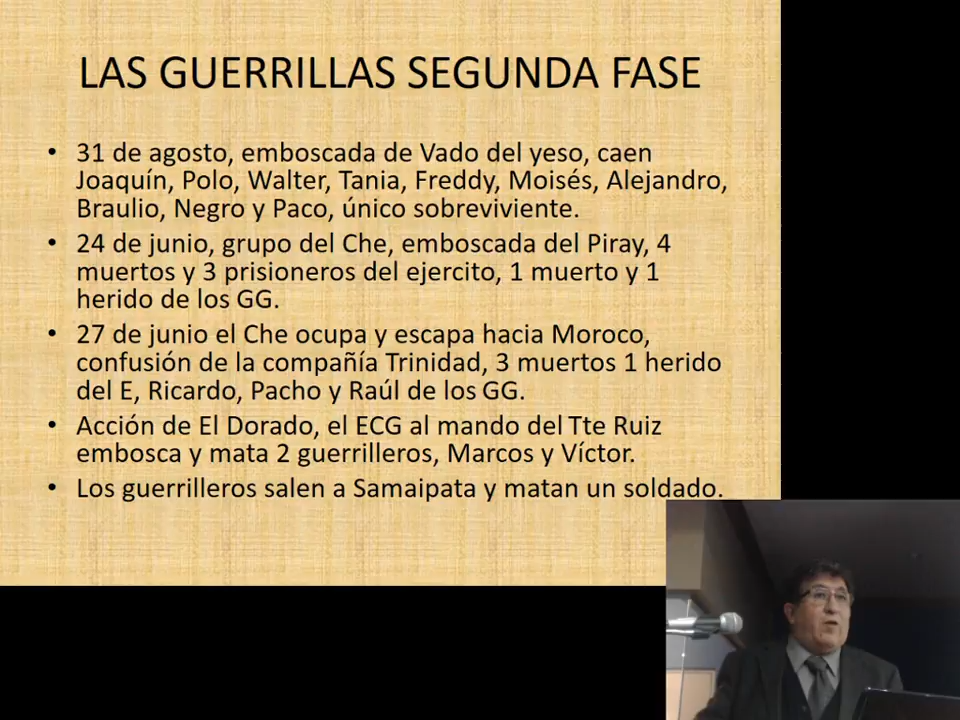 LAS GUERRILLAS SEGUNDA FASE
• 31 de agosto, emboscada de Vado del yeso, caen
Joaquín, Polo, Walter, Tania, Freddy, Moisés, Alejandro,
Braulio, Negro y Paco, único sobreviviente.
• 24 de junio, grupo del Che, emboscada del Piray, 4
muertos y 3 prisioneros del ejercito, 1 muerto y 1
herido de los GG.
• 27 de junio el Che ocupa y escapa hacia Moroco,
confusión de la compañía Trinidad, 3 muertos 1 herido
del E, Ricardo, Pacho y Raúl de los GG.
• Acción de El Dorado, el ECG al mando del Tte Ruiz
embosca y mata 2 guerrilleros, Marcos y Víctor.
• Los guerrilleros salen a Samaipata y matan un soldado.